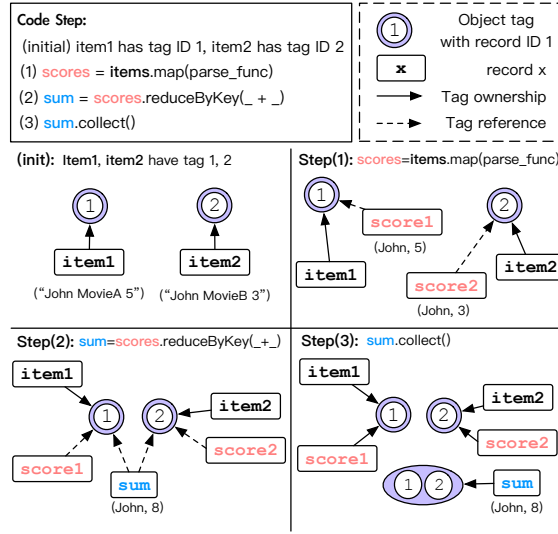 Code Step:
(initial) item1 has tag ID 1, item2 has tag ID 2
(1) scores = items.map(parse_func)
(2) sum = scores.reduceByKey(_ + _)
(3) sum.collect()
1
Object tag
with record ID 1
x
record x
Tag ownership
Tag reference
(init): Item1, item2 have tag 1, 2
1
2
item1
item2
("John MovieA 5")
("John MovieB 3")
Step(1): scores=items.map(parse_func)
1
2
score1
(John, 5)
item1
score2
item2
(John, 3)
Step(2): sum=scores.reduceByKey(_+_)
item1
1
2
item2
score1
score2
sum
(John, 8)
Step(3): sum.collect()
item1
1
2
item2
score1
score2
1 2
sum
(John, 8)